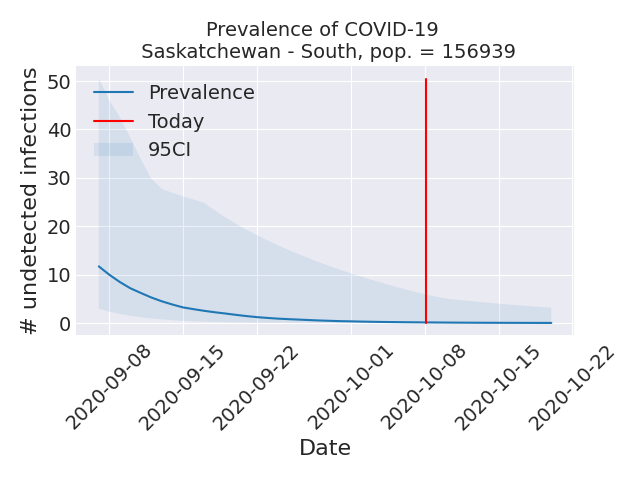 Prevalence of COVID-19
Saskatchewan - South, pop. = 156939
# undetected infections
50
40
30
20
10
0
Prevalence
Today
95CI
2020-09-08
2020-09-15
2020-09-22
2020-10-01
2020-10-08
2020-10-15
2020-10-22
Date